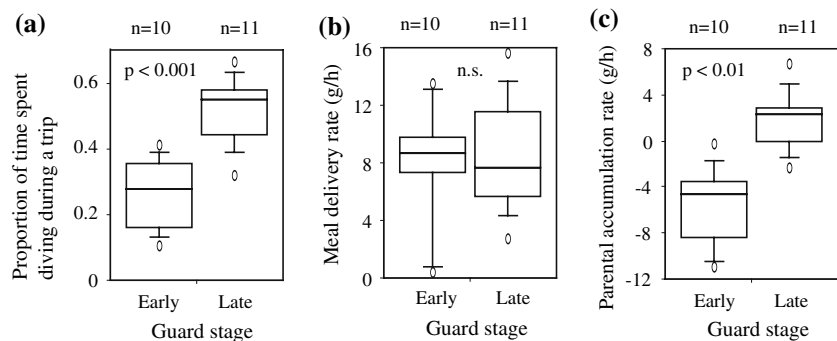 (a)
n=10
n=11
Proportion of time spent
diving during a trip
0.6
0.4
0.2
0
p < 0.001
Early
Late
Guard stage
(b)
n=10
n=11
Meal delivery rate (g/h)
16
12
8
4
0
n.s.
Early
Late
Guard stage
(c)
n=10
n=11
Parental accumulation rate (g/h)
8
4
0
-4
-8
-12
p < 0.01
Early
Late
Guard stage